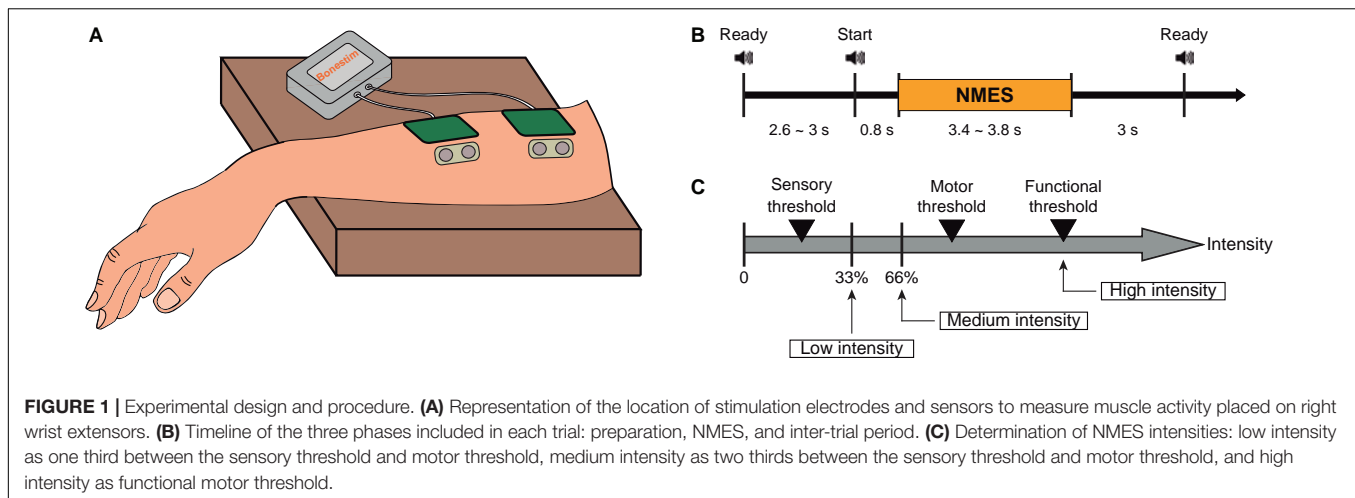 A
Bonestim
B
Ready
Start
Ready
NMES
2.6 ~ 3 s
0.8 s
3.4 ~ 3.8 s
3 s
C
Sensory
threshold
Motor
threshold
Functional
threshold
Intensity
0
33%
66%
High intensity
Medium intensity
Low intensity
FIGURE 1 | Experimental design and procedure. (A) Representation of the location of stimulation electrodes and sensors to measure muscle activity placed on right
wrist extensors. (B) Timeline of the three phases included in each trial: preparation, NMES, and inter-trial period. (C) Determination of NMES intensities: low intensity
as one third between the sensory threshold and motor threshold, medium intensity as two thirds between the sensory threshold and motor threshold, and high
intensity as functional motor threshold.